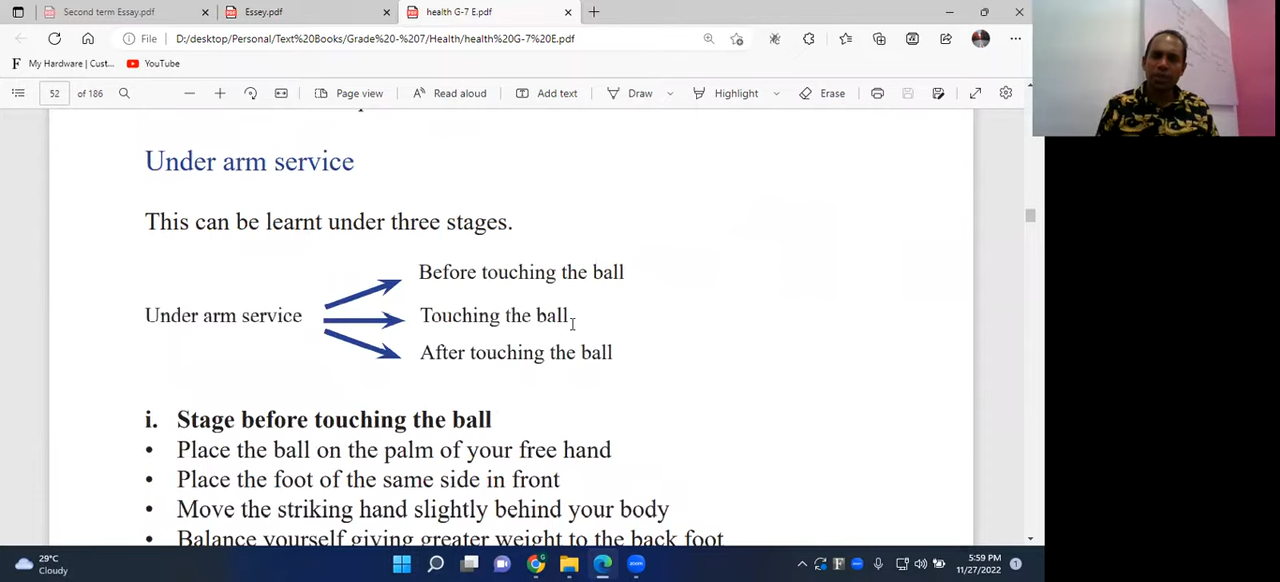 Second term Essay.pdf
Essey.pdf
health G-7 E.pdf
File D:/desktop/Personal/Text%20Books/Grade%20-%207/Health/health%20G-7%20E.pdf
My Hardware | Cust...
YouTube
52 of 186
Page view
Read aloud
Add text
Draw
Highlight
Erase
Under arm service
This can be learnt under three stages.
Before touching the ball
Under arm service
Touching the ball
After touching the ball
i. Stage before touching the ball
• Place the ball on the palm of your free hand
• Place the foot of the same side in front
• Move the striking hand slightly behind your body
• Balance yourself giving greater weight to the back foot
29°C
Cloudy
5:59 PM
11/27/2022